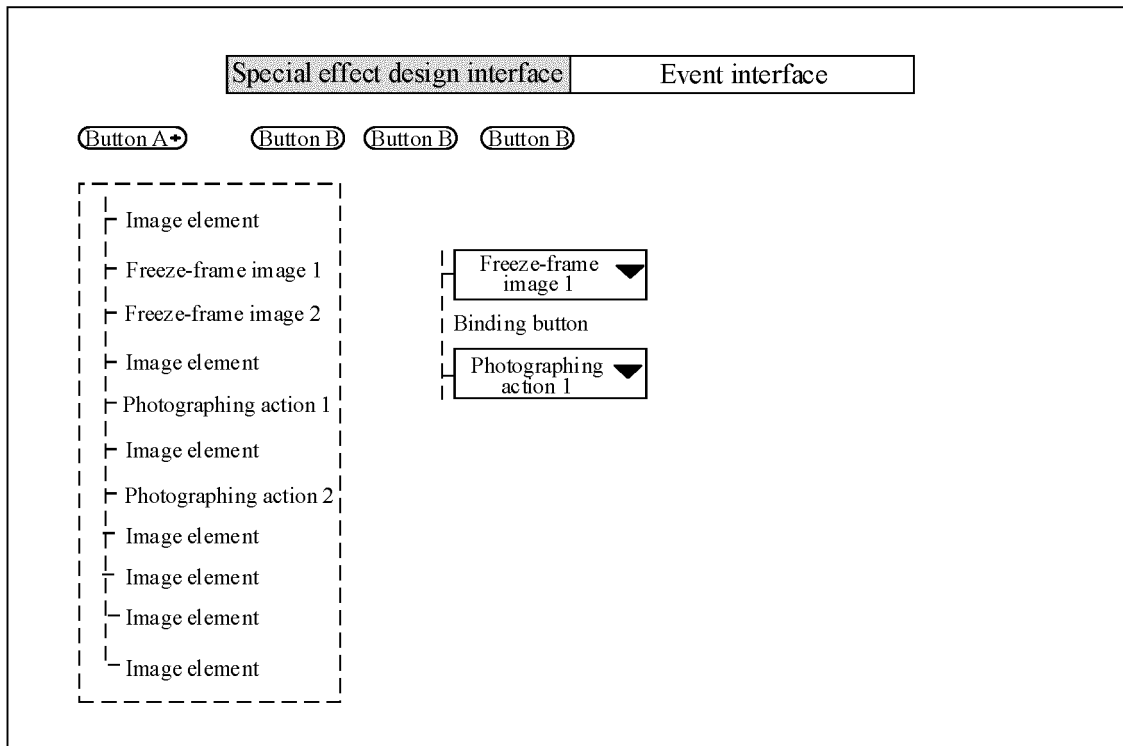 Special effect design interface Event interface
Button A+ Button B Button B Button B
Image element
Freeze-frame image 1
Freeze-frame image 2
Image element
Photographing action 1
Image element
Photographing action 2
Image element
Image element
Image element
Image element
Freeze-frame
image 1
Binding button
Photographing
action 1